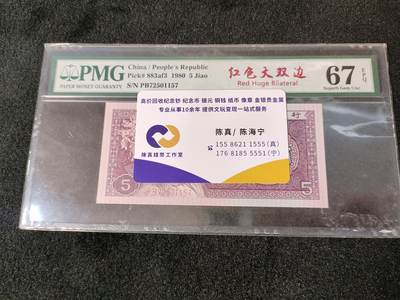 PMG
China / People's Republic
Pick# 883af3 1980 5 Jiao
S/N PB72501157
PAPER MONEY GUARANTY
红色大双边
Red Huge Bilateral
67 EPQ
Superb Gem Unc
高价回收纪念钞 纪念币 银元 铜钱 纸币 像章 金银贵金属
专业从事10余年 提供文玩变现一站式服务
陈真/ 陈海宁
155 8621 1555(真)
176 8185 5551(宁)
陈真钱币工作室
行
5
5